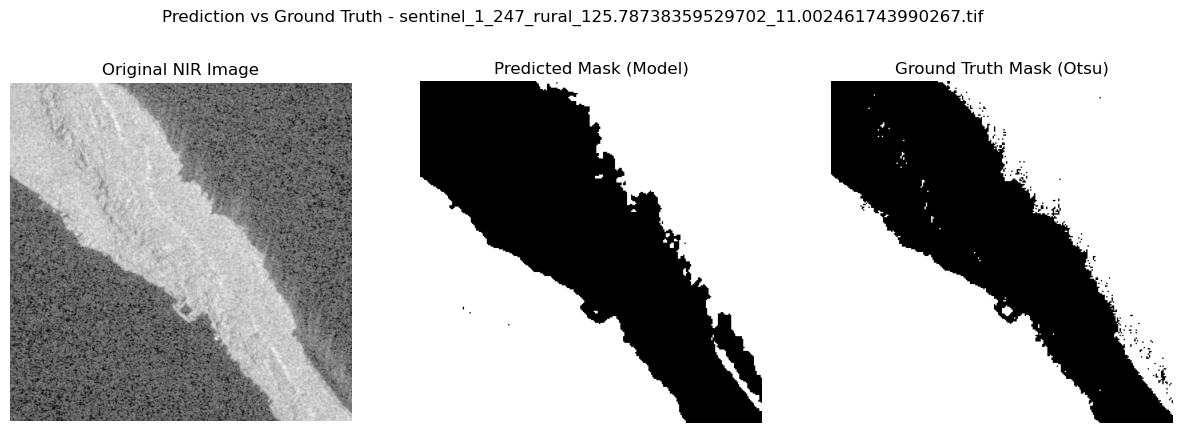 Prediction vs Ground Truth - sentinel_1_247_rural_125.78738359529702_11.002461743990267.tif
Original NIR Image
Predicted Mask (Model)
Ground Truth Mask (Otsu)